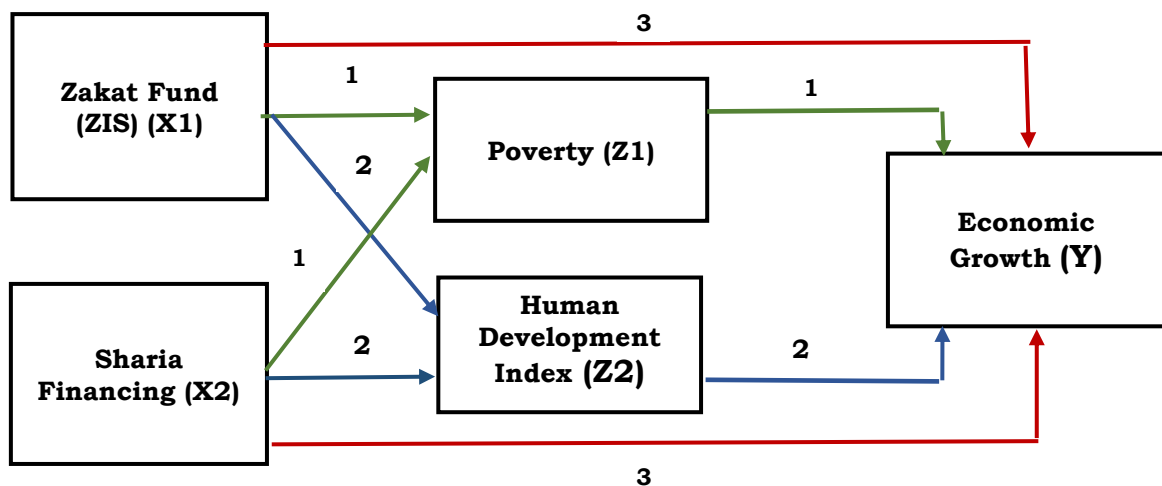 3
Zakat Fund
(ZIS) (X1)
1
1
Poverty (Z1)
2
Economic
Growth (Y)
1
Human
Development
Index (Z2)
Sharia
Financing (X2)
2
2
3